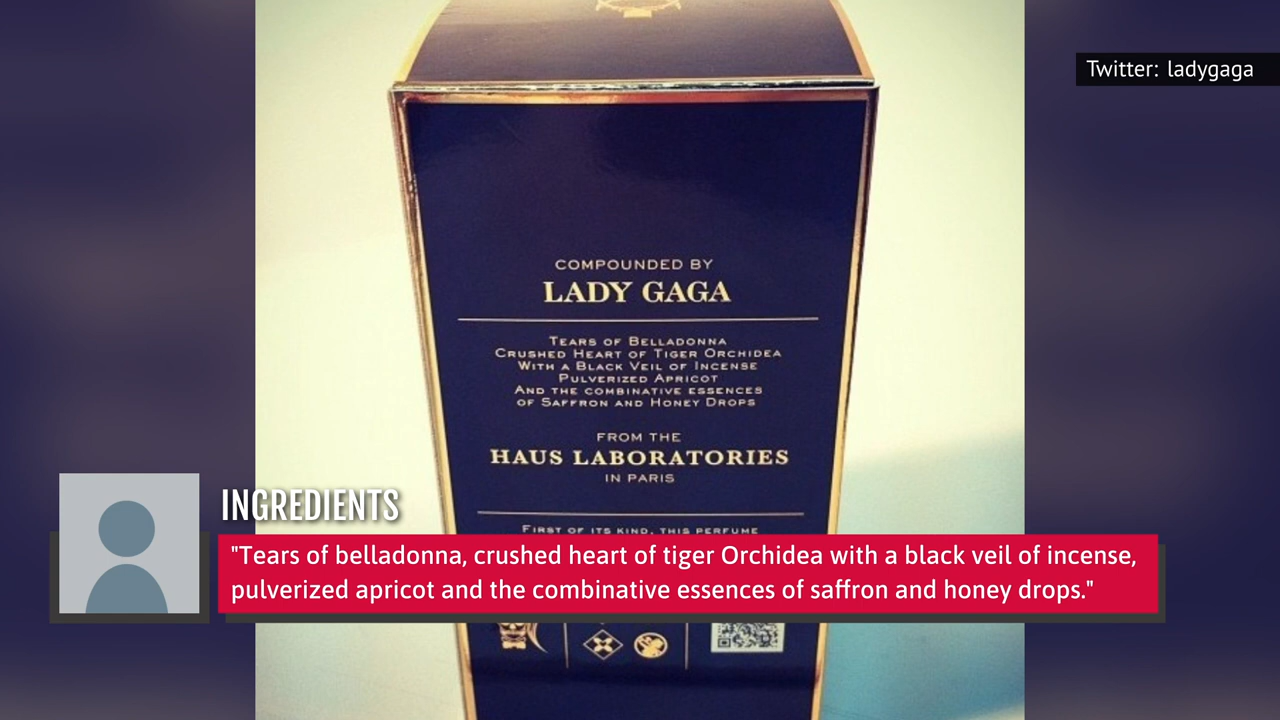 Twitter: ladygaga
COMPOUNDED BY
LADY GAGA
TEARS OF BELLADONNA
CRUSHED HEART OF TIGER ORCHIDEA
WITH A BLACK VEIL OF INCENSE
PULVERIZED APRICOT
AND THE COMBINATIVE ESSENCES
OF SAFFRON AND HONEY DROPS
FROM THE
HAUS LABORATORIES
IN PARIS
FIRST OF ITS KIND, THIS PERFUME
INGREDIENTS
"Tears of belladonna, crushed heart of tiger Orchidea with a black veil of incense,
pulverized apricot and the combinative essences of saffron and honey drops."